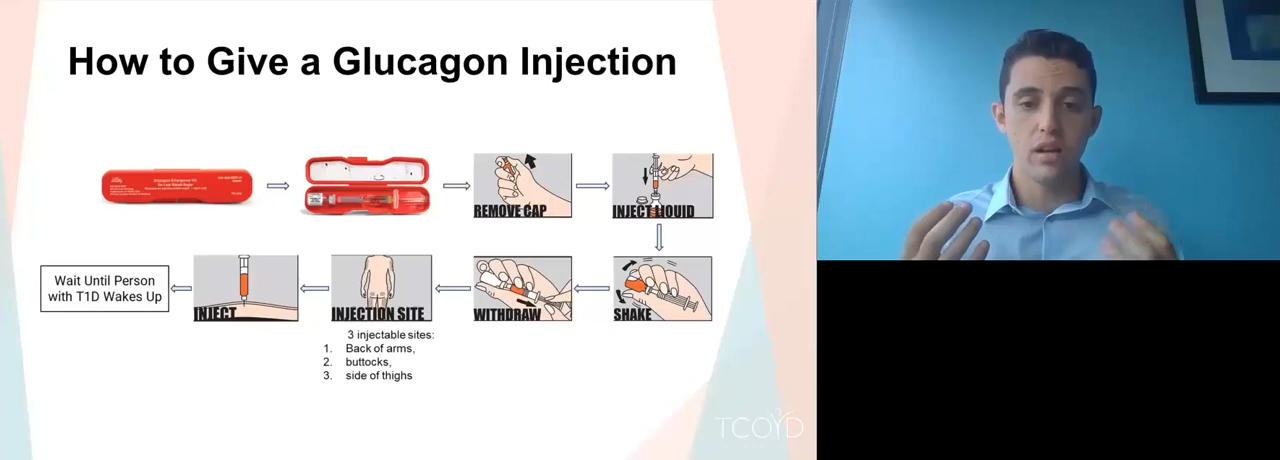 How to Give a Glucagon Injection
REMOVE CAP
INJECT LIQUID
SHAKE
WITHDRAW
INJECTION SITE
INJECT
Wait Until Person
with T1D Wakes Up
3 injectable sites:
1. Back of arms,
2. buttocks,
3. side of thighs
TCOYD